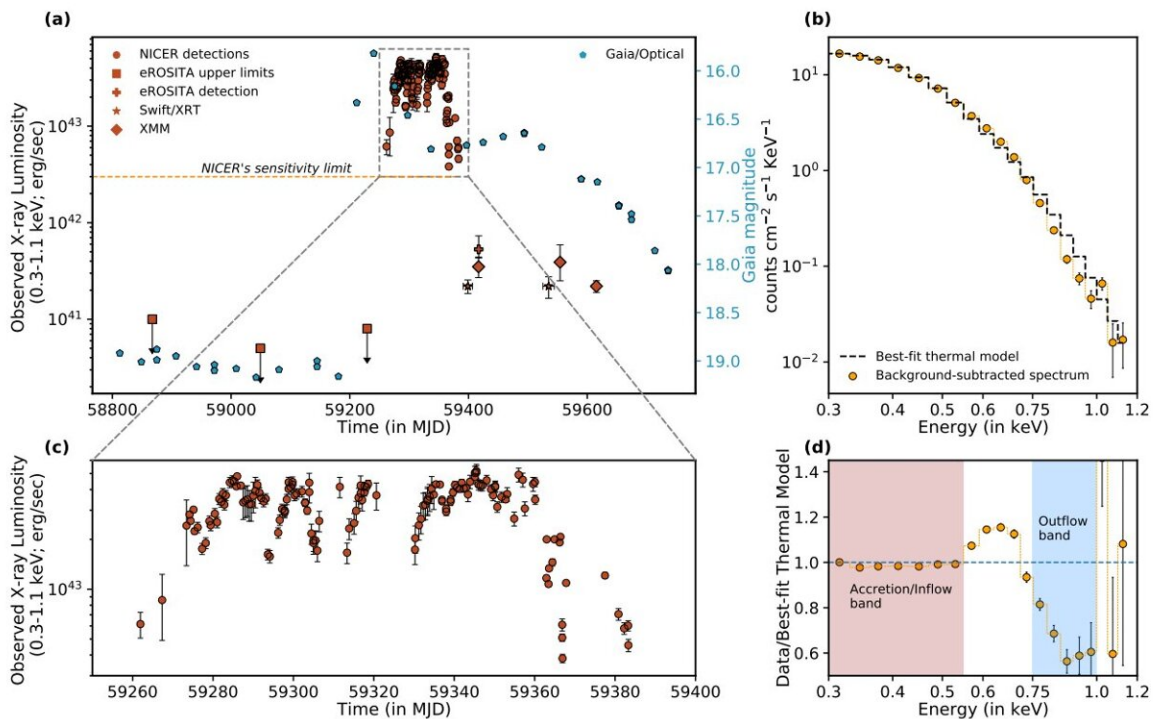 (a)
NICER detections
eROSITA upper limits
eROSITA detection
Swift/XRT
XMM
Gaia/Optical
NICER's sensitivity limit
Observed X-ray Luminosity
(0.3-1.1 keV; erg/sec)
10^43
10^42
10^41
16.0
16.5
17.0
17.5
18.0
18.5
19.0
Gaia magnitude
58800 59000 59200 59400 59600
Time (in MJD)
(b)
counts cm^−2 s^−1 KeV^−1
10^1
10^0
10^−1
10^−2
Best-fit thermal model
Background-subtracted spectrum
0.3 0.4 0.5 0.6 0.8 1.0 1.2
Energy (in keV)
(c)
Observed X-ray Luminosity
(0.3-1.1 keV; erg/sec)
10^43
59260 59280 59300 59320 59340 59360 59380 59400
Time (in MJD)
(d)
Data/Best-fit Thermal Model
1.4
1.2
1.0
0.8
0.6
Outflow
band
Accretion/Inflow
band
0.3 0.4 0.5 0.6 0.8 1.0 1.2
Energy (in keV)